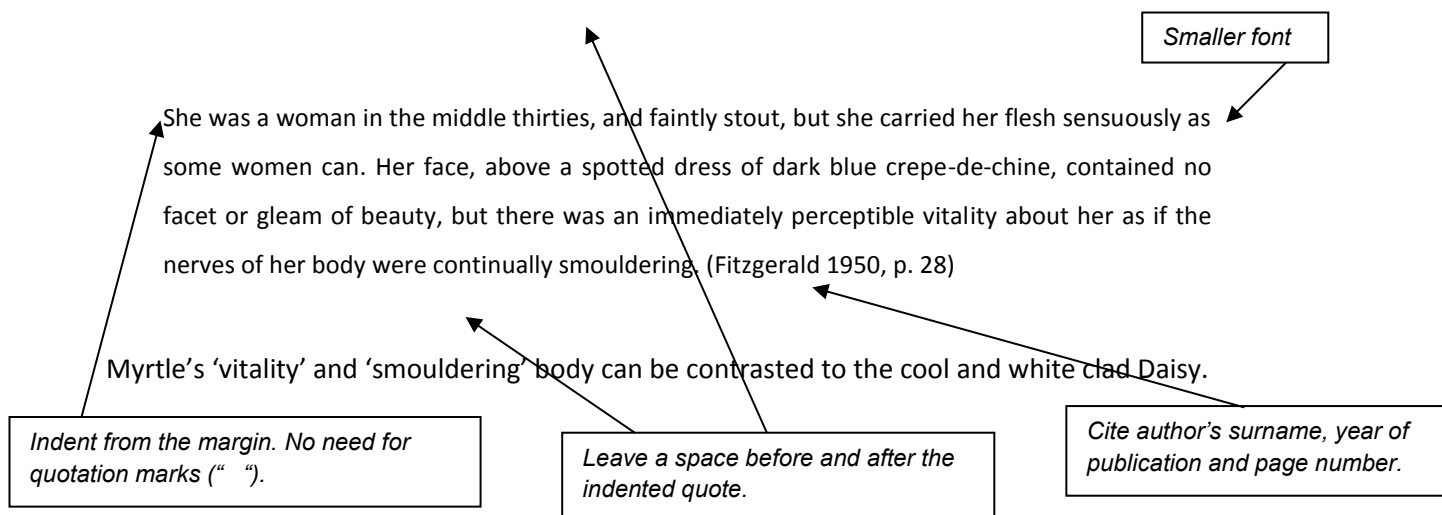 Smaller font
She was a woman in the middle thirties, and faintly stout, but she carried her flesh sensuously as
some women can. Her face, above a spotted dress of dark blue crepe-de-chine, contained no
facet or gleam of beauty, but there was an immediately perceptible vitality about her as if the
nerves of her body were continually smouldering. (Fitzgerald 1950, p. 28)
Myrtle’s ‘vitality’ and ‘smouldering’ body can be contrasted to the cool and white clad Daisy.
Indent from the margin. No need for
quotation marks (“ “).
Leave a space before and after the
indented quote.
Cite author’s surname, year of
publication and page number.